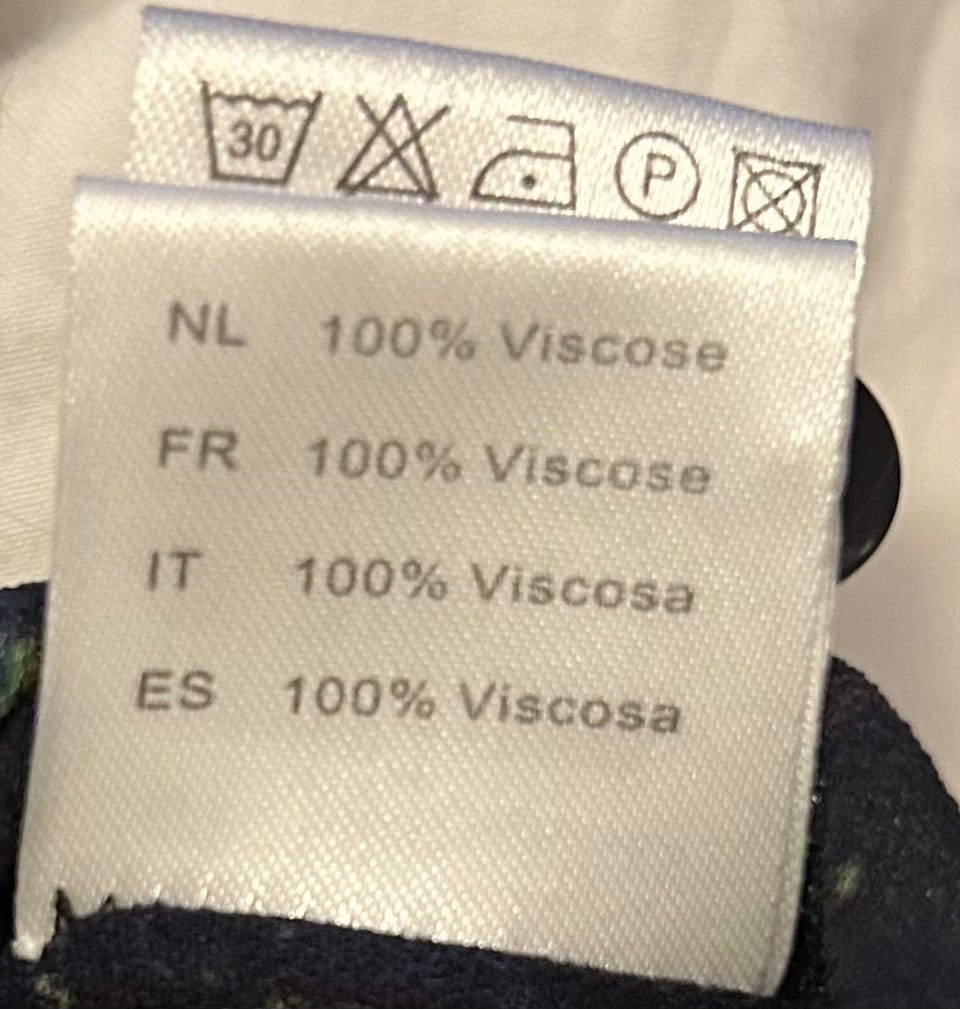 30 P
NL 100% Viscose
FR 100% Viscose
IT 100% Viscosa
ES 100% Viscosa